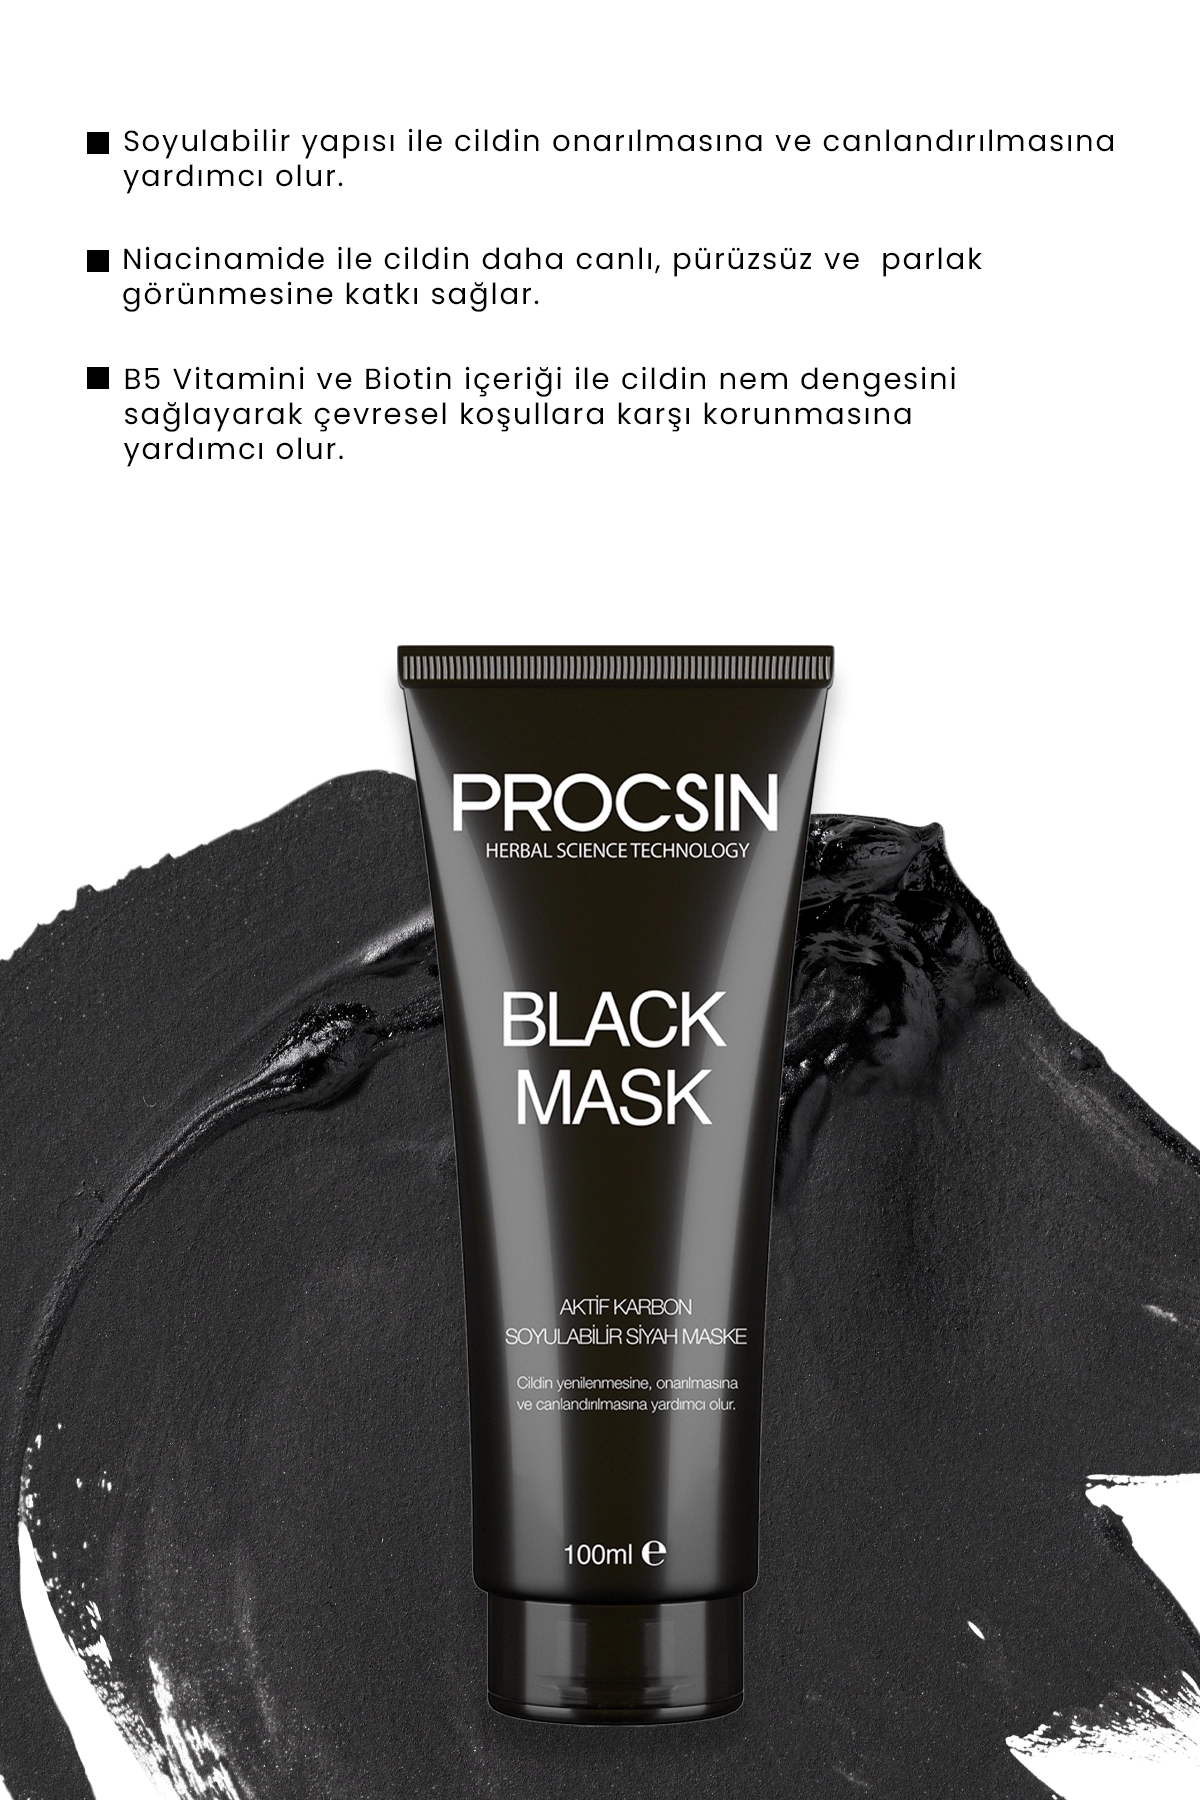 Soyulabilir yapısı ile cildin onarılmasına ve canlandırılmasına
yardımcı olur.
Niacinamide ile cildin daha canlı, pürüzsüz ve parlak
görünmesine katkı sağlar.
B5 Vitamini ve Biotin içeriği ile cildin nem dengesini
sağlayarak çevresel koşullara karşı korunmasına
yardımcı olur.
PROCSIN
HERBAL SCIENCE TECHNOLOGY
BLACK
MASK
AKTİF KARBON
SOYULABİLİR SİYAH MASKE
Cildin yenilenmesine, onarılmasına
ve canlandırılmasına yardımcı olur.
100ml ℮